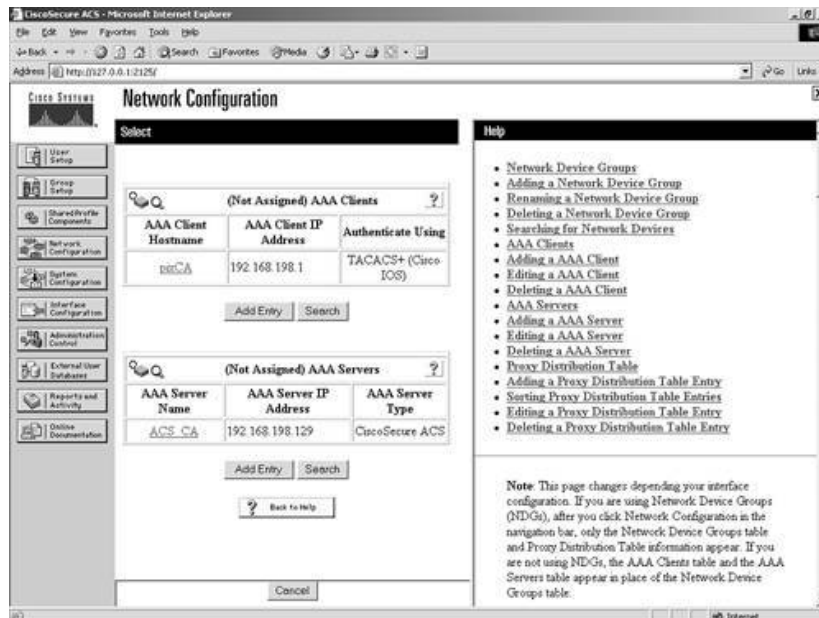 CiscoSecure ACS - Microsoft Internet Explorer
File Edit View Favorites Tools Help
Back Search Favorites Media
Address http://127.0.0.1:2125/ Go Links
CISCO SYSTEMS
Network Configuration
User Setup
Group Setup
Shared Profile Components
Network Configuration
System Configuration
Interface Configuration
Administration Control
External User Databases
Reports and Activity
Online Documentation
Select
(Not Assigned) AAA Clients ?
AAA Client Hostname AAA Client IP Address Authenticate Using
192.168.198.1 TACACS+ (Cisco IOS)
Add Entry Search
(Not Assigned) AAA Servers ?
AAA Server Name AAA Server IP Address AAA Server Type
ACS_CA 192.168.198.129 CiscoSecure ACS
Add Entry Search
? Back to Help
Cancel
Help
• Network Device Groups
• Adding a Network Device Group
• Renaming a Network Device Group
• Deleting a Network Device Group
• Searching for Network Devices
• AAA Clients
• Adding a AAA Client
• Editing a AAA Client
• Deleting a AAA Client
• AAA Servers
• Adding a AAA Server
• Editing a AAA Server
• Deleting a AAA Server
• Proxy Distribution Table
• Adding a Proxy Distribution Table Entry
• Sorting Proxy Distribution Table Entries
• Editing a Proxy Distribution Table Entry
• Deleting a Proxy Distribution Table Entry
Note: This page changes depending your interface
configuration. If you are using Network Device Groups
(NDGs), after you click Network Configuration in the
navigation bar, only the Network Device Groups table
and Proxy Distribution Table information appear. If you
are not using NDGs, the AAA Clients table and the AAA
Servers table appear in place of the Network Device
Groups table.
Internet